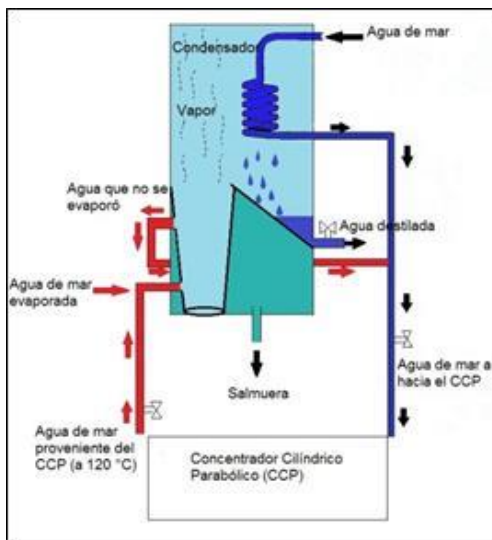 Agua de mar
Condensador
Vapor
Agua que no se
evaporó
Agua destilada
Agua de mar
evaporada
Agua de mar a
hacia el CCP
Salmuera
Agua de mar
proveniente del
CCP (a 120 °C)
Concentrador Cilíndrico
Parabólico (CCP)